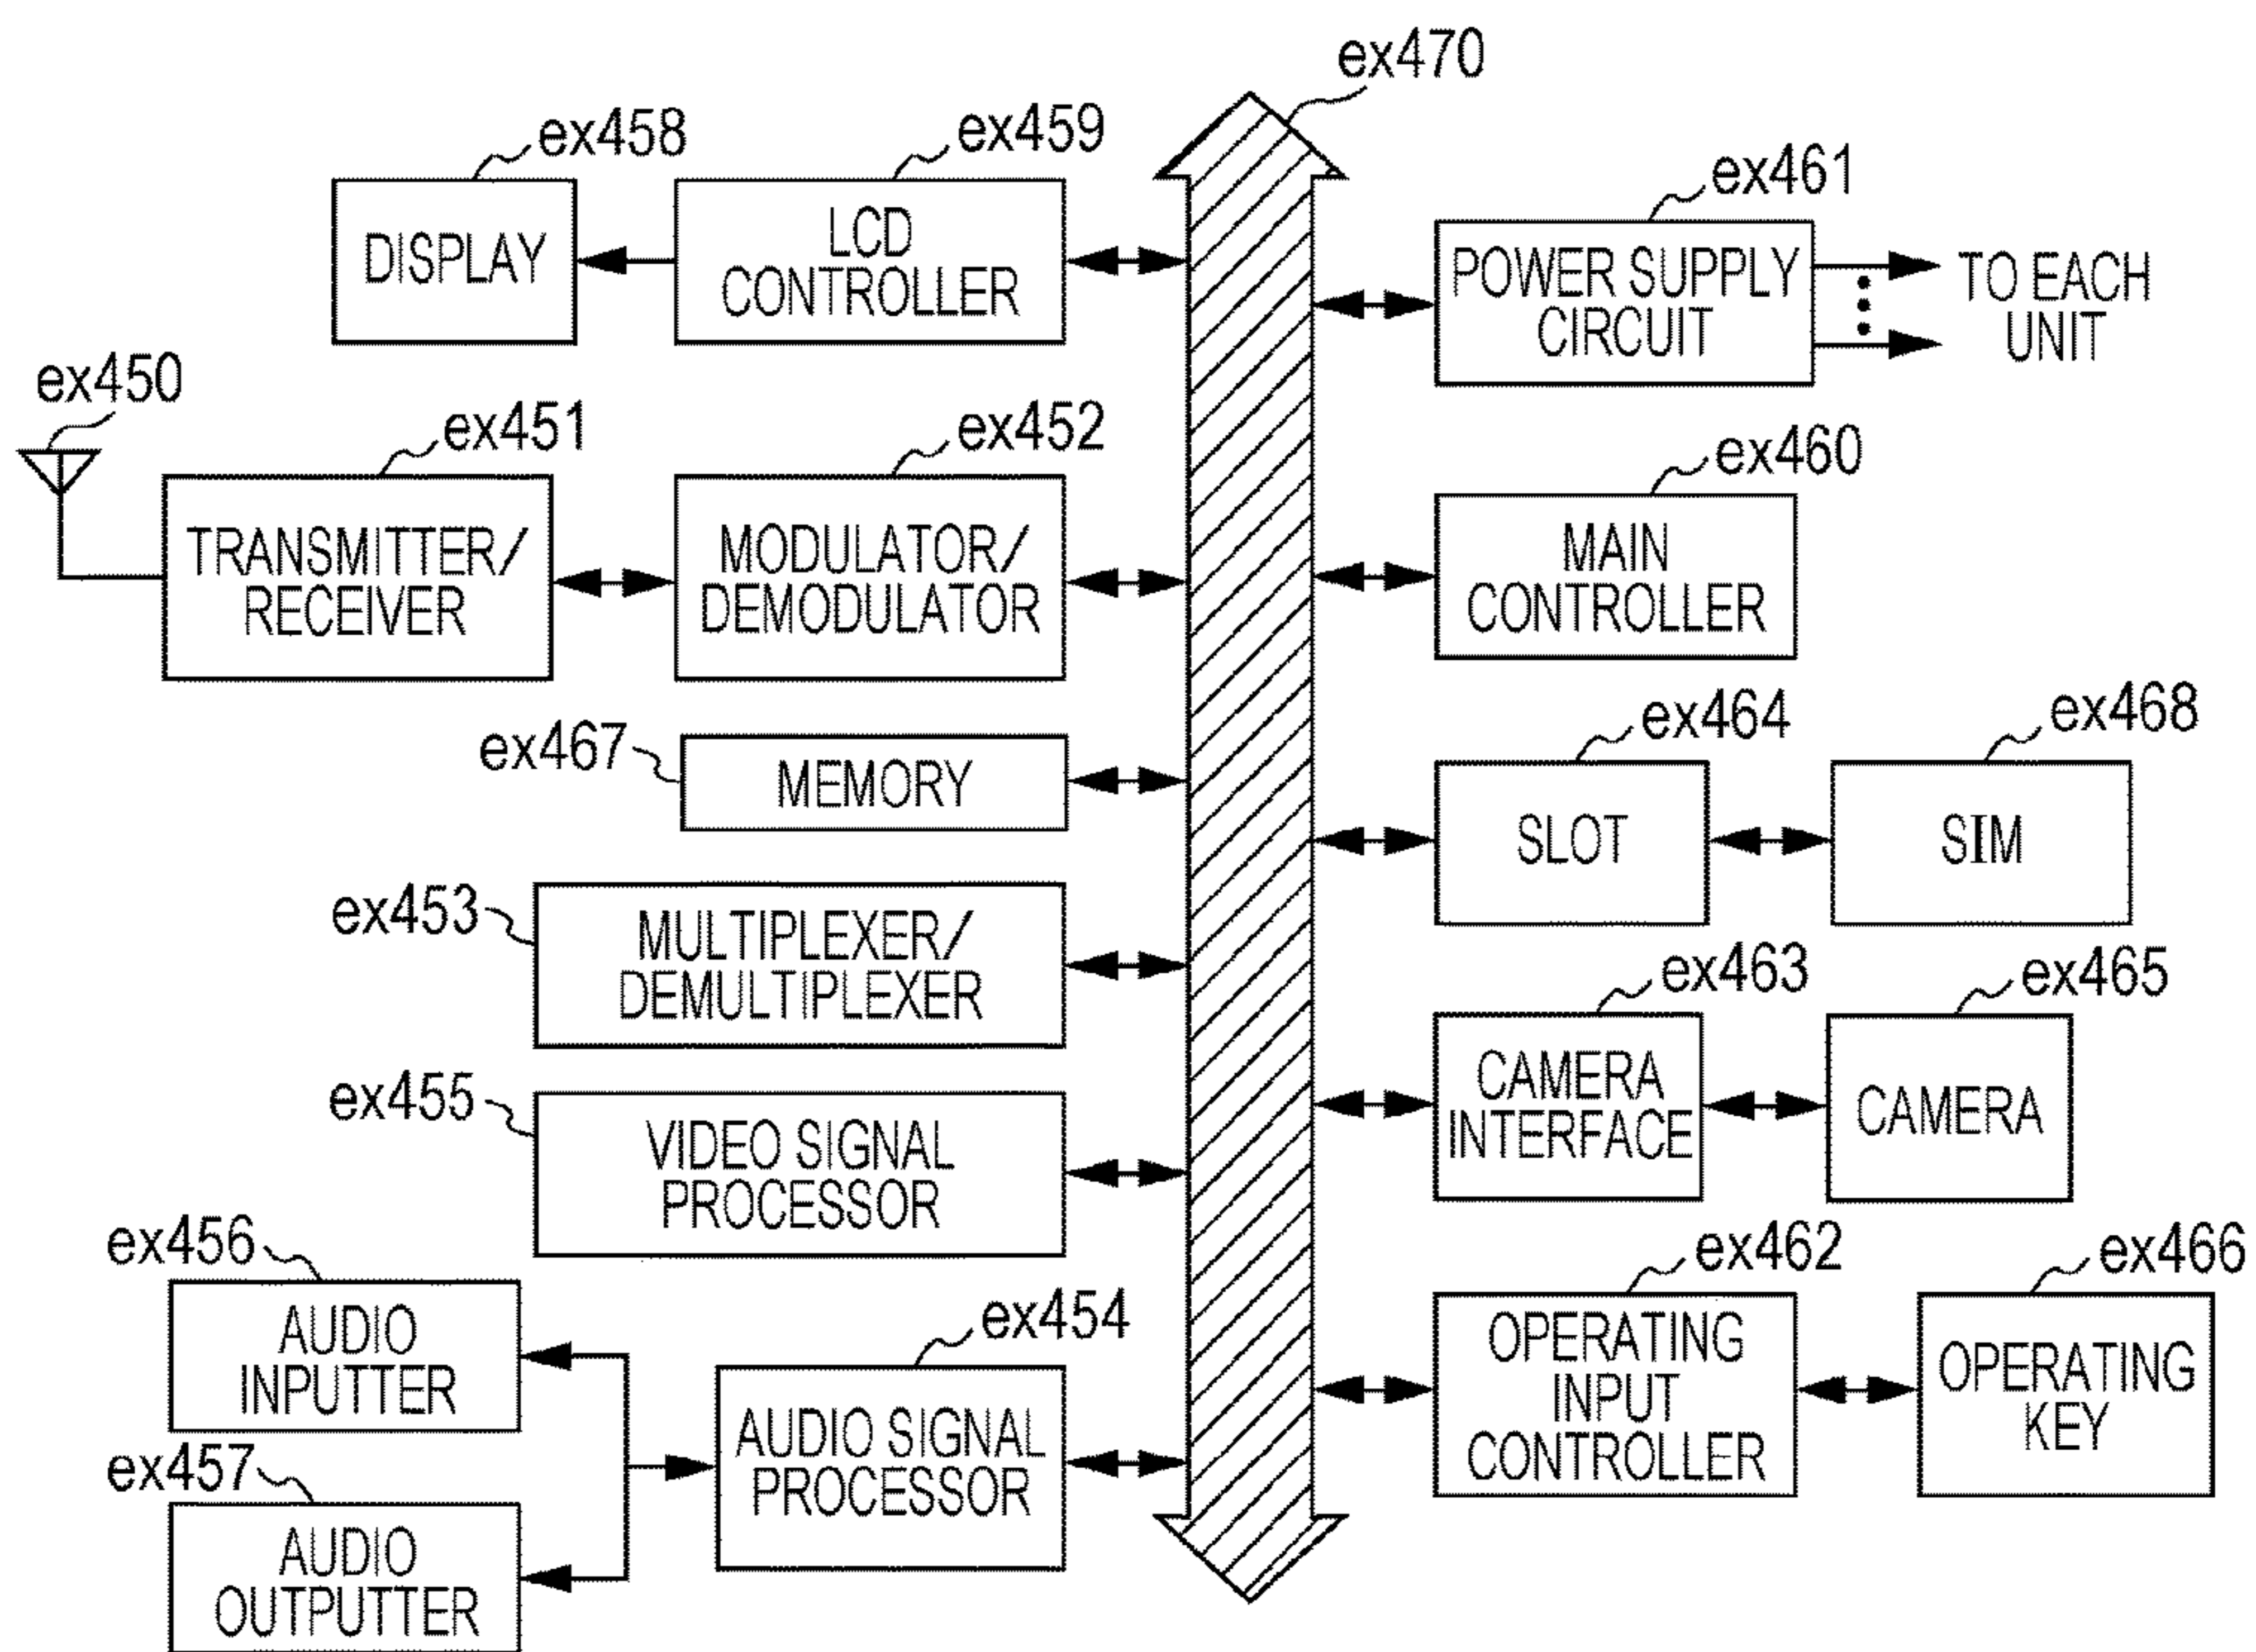 ex470
ex458
ex459
ex461
DISPLAY
LCD
CONTROLLER
POWER SUPPLY
CIRCUIT
TO EACH
UNIT
ex450
ex451
ex452
ex460
TRANSMITTER/
RECEIVER
MODULATOR/
DEMODULATOR
MAIN
CONTROLLER
ex467
MEMORY
ex464
ex468
SLOT
SIM
ex453
MULTIPLEXER/
DEMULTIPLEXER
ex463
ex465
CAMERA
INTERFACE
CAMERA
ex455
VIDEO SIGNAL
PROCESSOR
ex456
AUDIO
INPUTTER
ex454
AUDIO SIGNAL
PROCESSOR
ex462
ex466
OPERATING
INPUT
CONTROLLER
OPERATING
KEY
ex457
AUDIO
OUTPUTTER